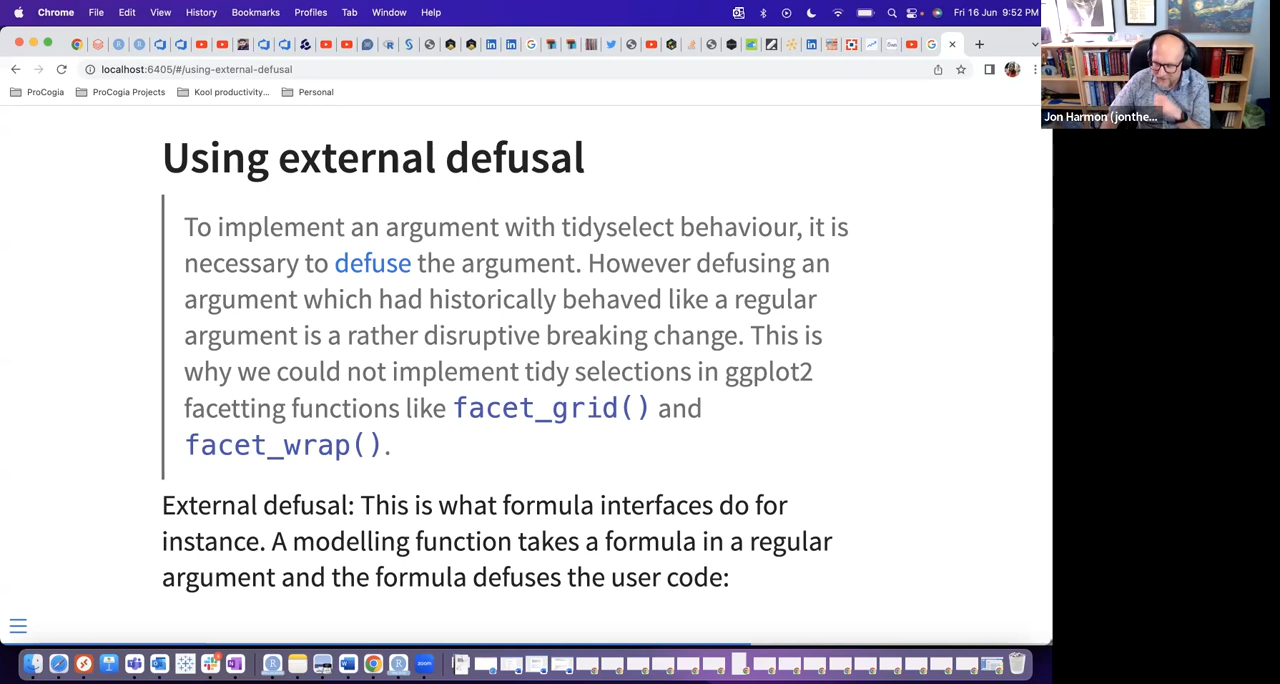 Chrome File Edit View History Bookmarks Profiles Tab Window Help Fri 16 Jun 9:52 PM
localhost:6405/#/using-external-defusal
ProCogia ProCogia Projects Kool productivity... Personal
Jon Harmon (jonthe...
Using external defusal
To implement an argument with tidyselect behaviour, it is
necessary to defuse the argument. However defusing an
argument which had historically behaved like a regular
argument is a rather disruptive breaking change. This is
why we could not implement tidy selections in ggplot2
facetting functions like facet_grid() and
facet_wrap().
External defusal: This is what formula interfaces do for
instance. A modelling function takes a formula in a regular
argument and the formula defuses the user code: